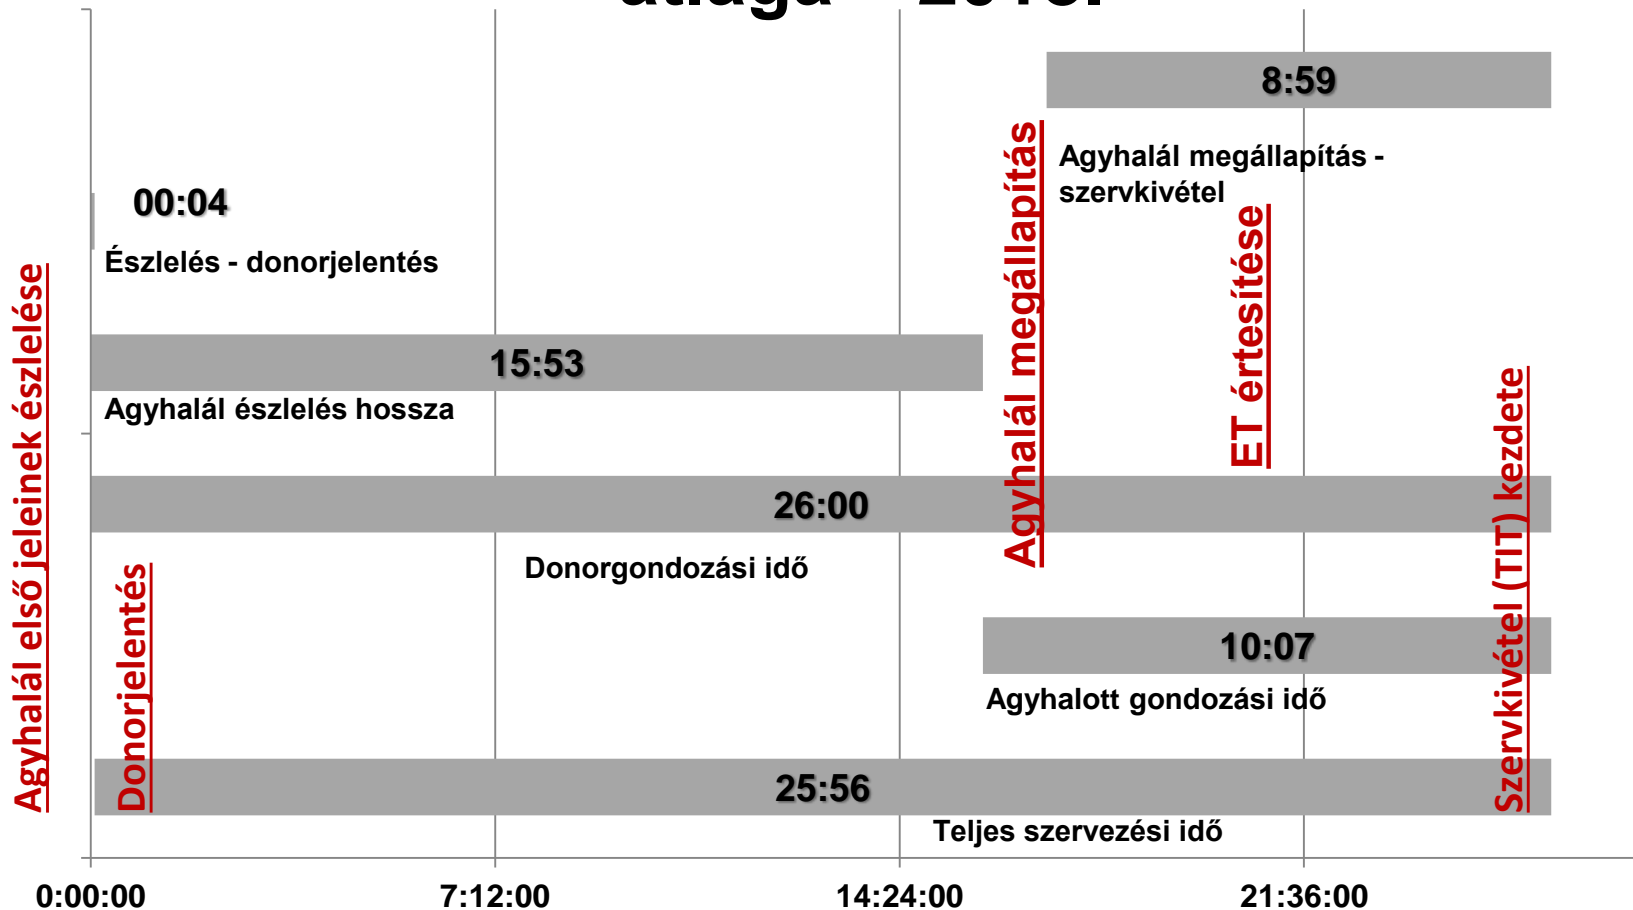 8:59
Agyhalál megállapítás -
szervkivétel
00:04
Észlelés - donorjelentés
15:53
Agyhalál észlelés hossza
26:00
Donorgondozási idő
10:07
Agyhalott gondozási idő
25:56
Teljes szervezési idő
Agyhalál első jeleinek észlelése
Donorjelentés
Agyhalál megállapítás
ET értesítése
Szervkivétel (TIT) kezdete
0:00:00
7:12:00
14:24:00
21:36:00